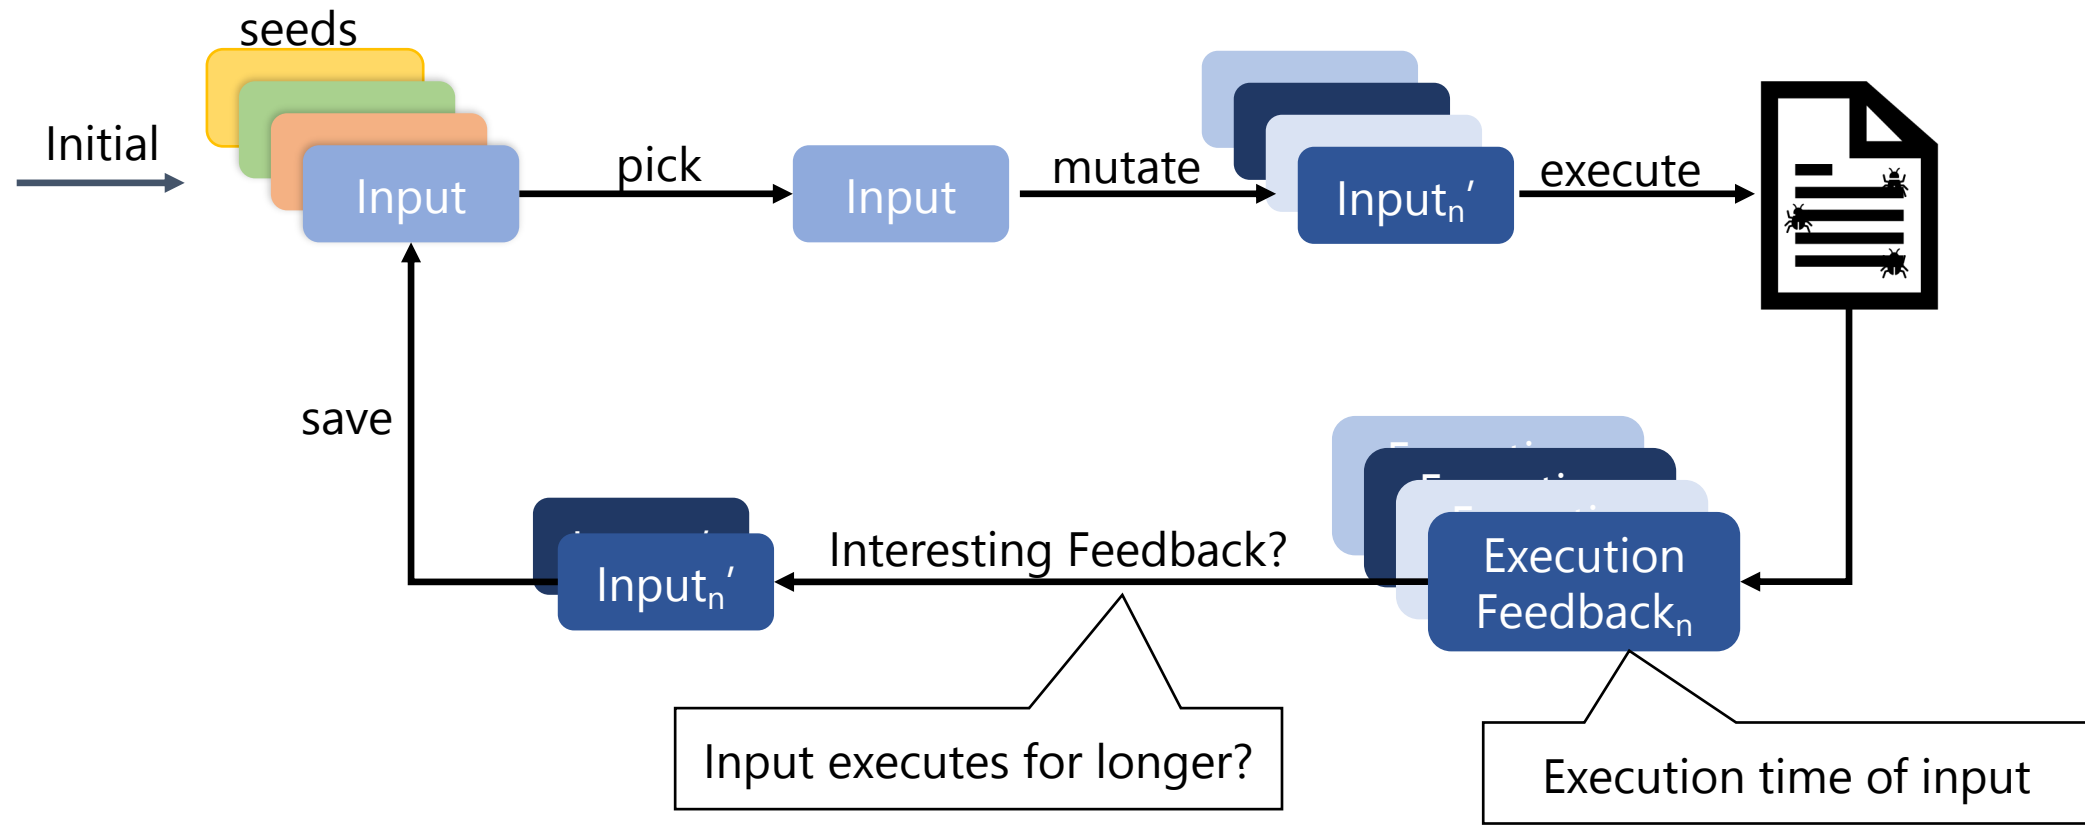 seeds
Initial
Input
pick
Input
mutate
Inputₙ′
execute
save
Inputₙ′
Interesting Feedback?
Execution
Feedbackₙ
Input executes for longer?
Execution time of input